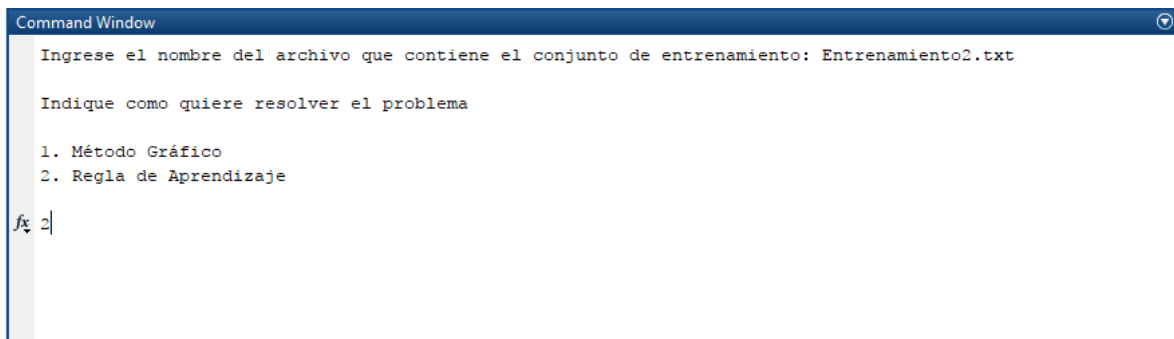 Command Window
Ingrese el nombre del archivo que contiene el conjunto de entrenamiento: Entrenamiento2.txt
Indique como quiere resolver el problema
1. Método Gráfico
2. Regla de Aprendizaje
fx 2